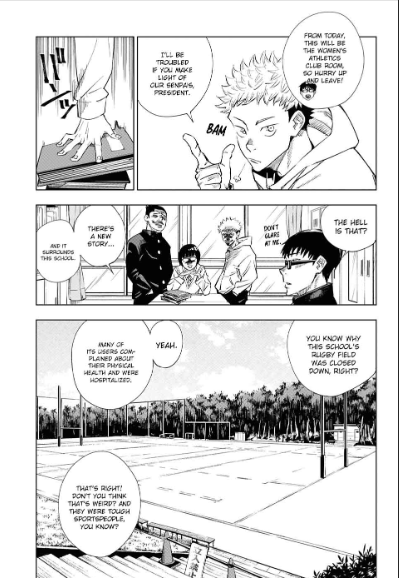 FROM TODAY,
THIS WILL BE
THE WOMEN'S
ATHLETICS
CLUB ROOM,
SO HURRY UP
AND LEAVE!
I'LL BE
TROUBLED
IF YOU MAKE
LIGHT OF
OUR SENPAIS,
PRESIDENT.
BAM
THE HELL
IS THAT?
DON'T
GLARE
AT ME.
THERE'S
A NEW
STORY...
AND IT
SURROUNDS
THIS SCHOOL.
YOU KNOW WHY
THIS SCHOOL'S
RUGBY FIELD
WAS CLOSED
DOWN, RIGHT?
YEAH.
MANY OF
ITS USERS COM-
PLAINED ABOUT
THEIR PHYSICAL
HEALTH AND WERE
HOSPITALIZED.
THAT'S RIGHT!
DON'T YOU THINK
THAT'S WEIRD? AND
THEY WERE TOUGH
SPORTSPEOPLE,
YOU KNOW?